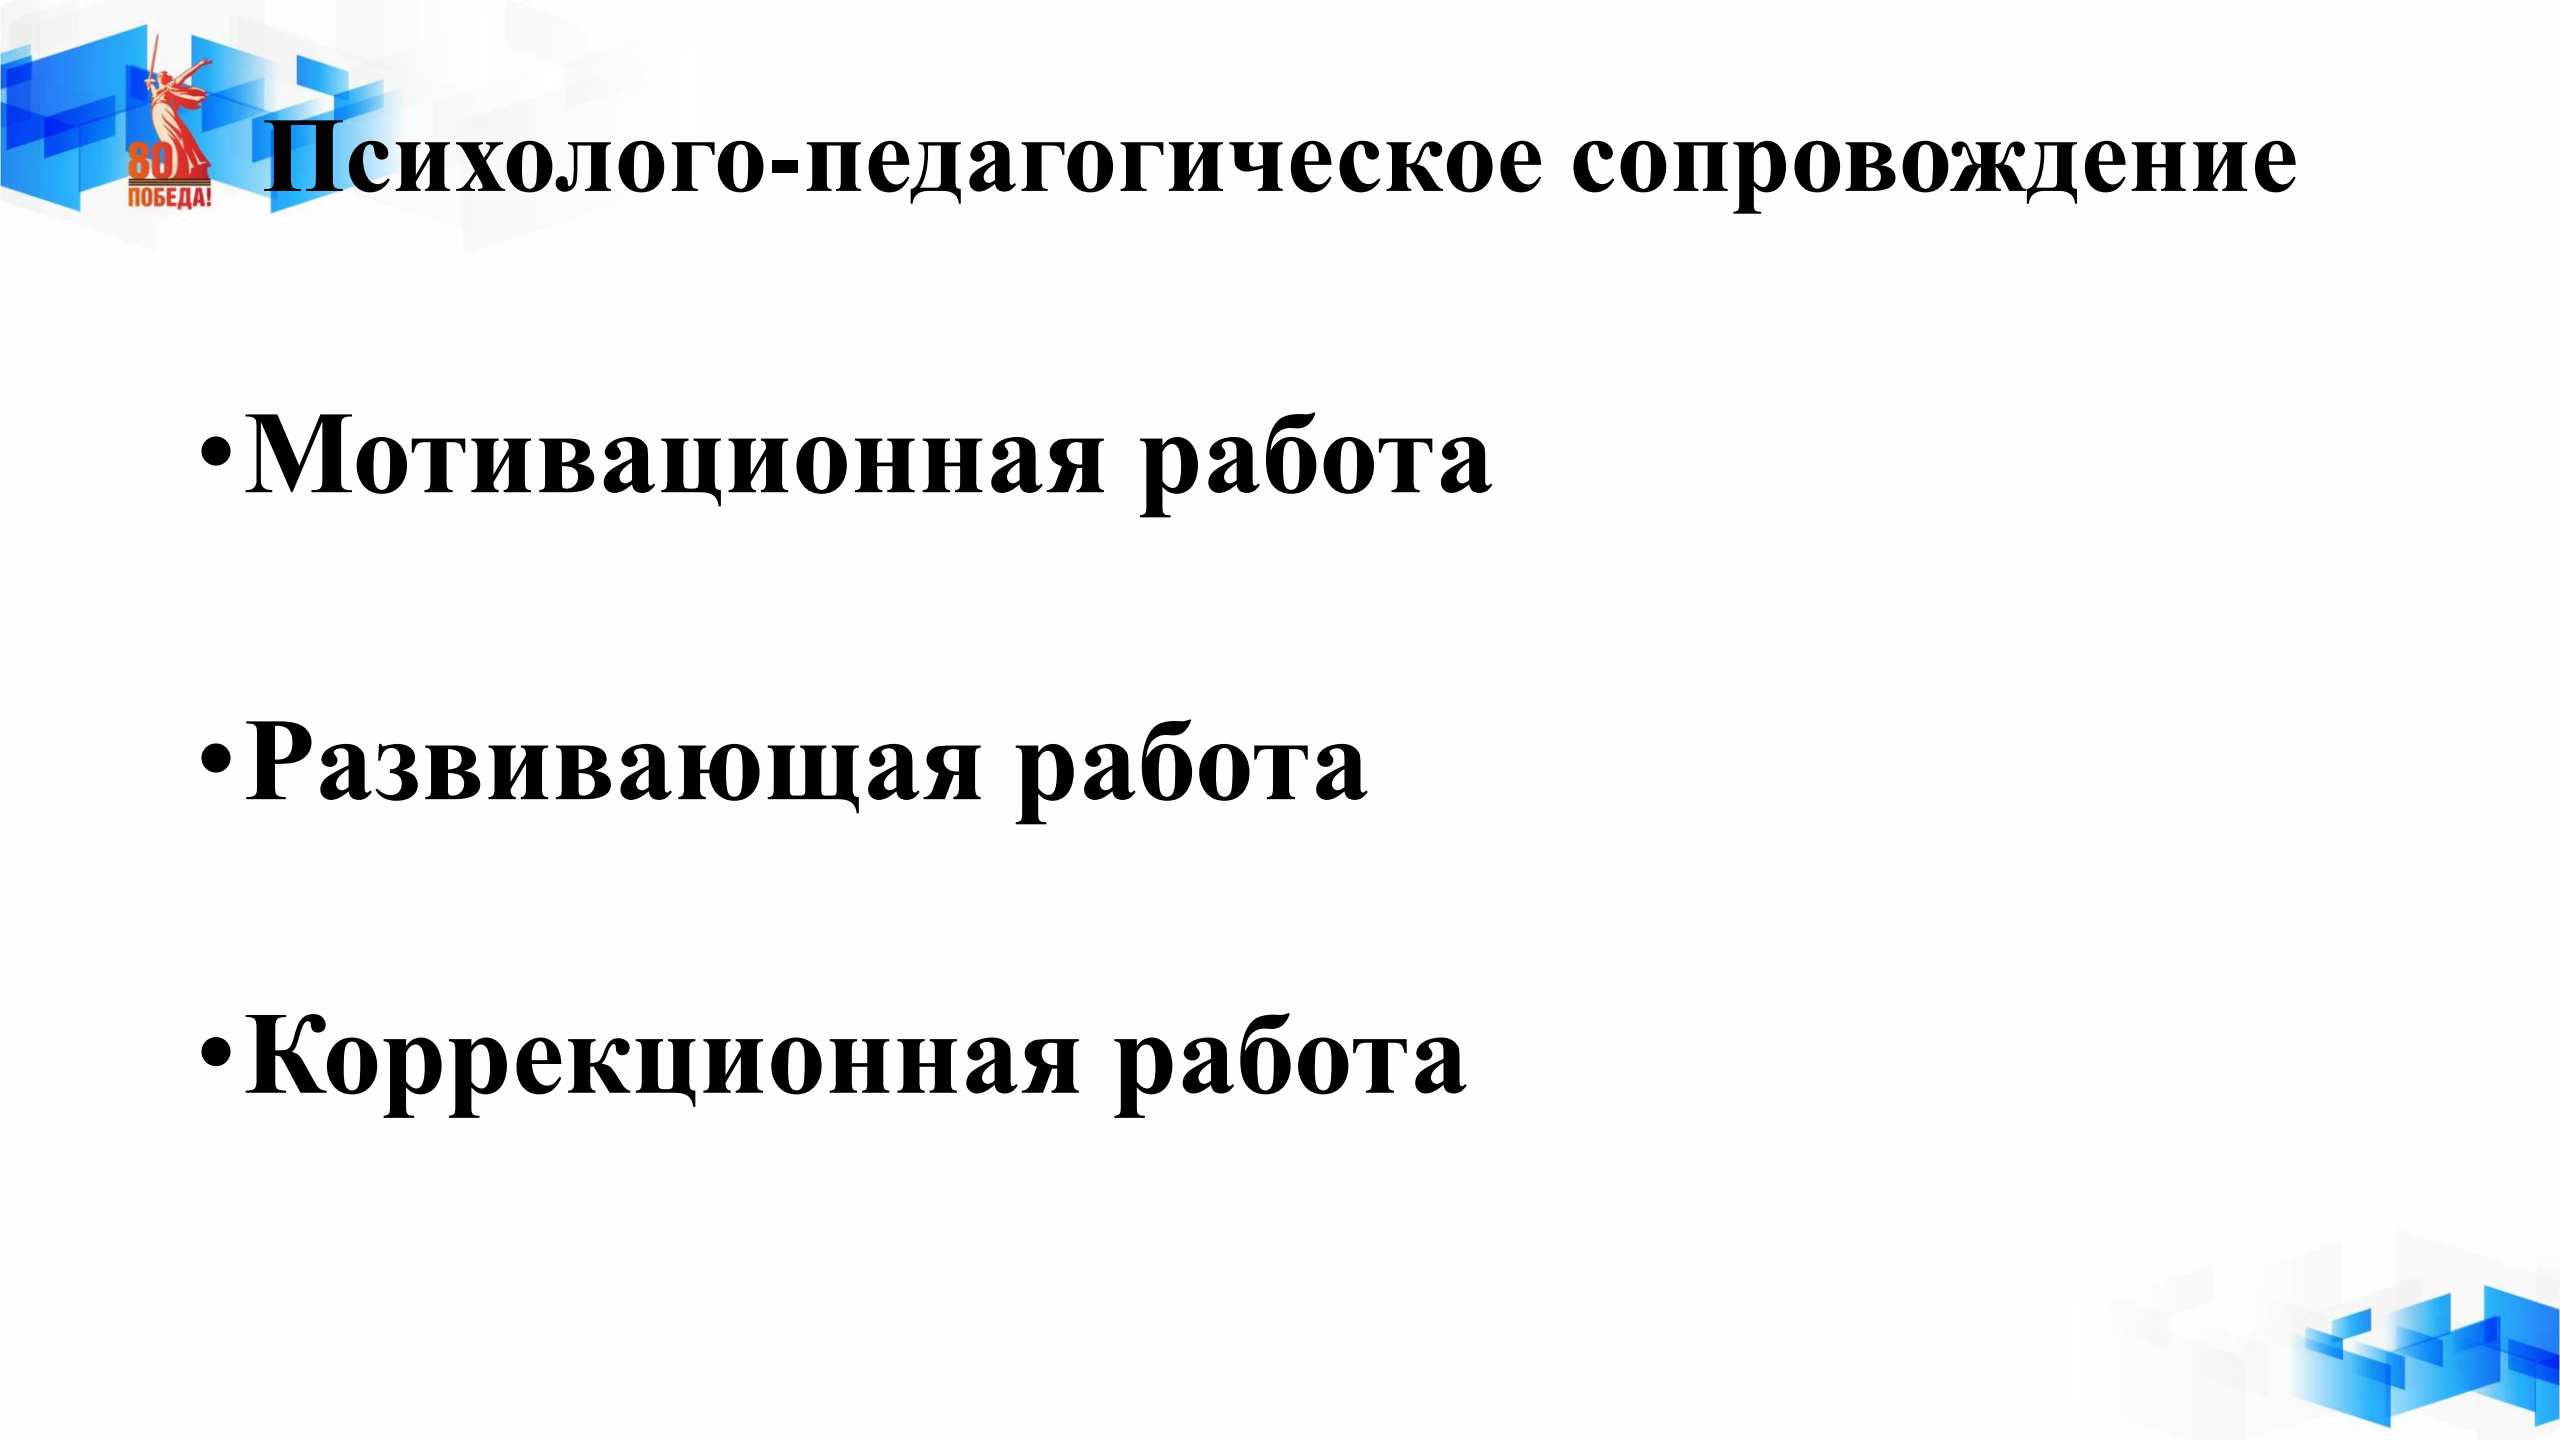 80
ПОБЕДА!
Психолого-педагогическое сопровождение
•Мотивационная работа
•Развивающая работа
•Коррекционная работа